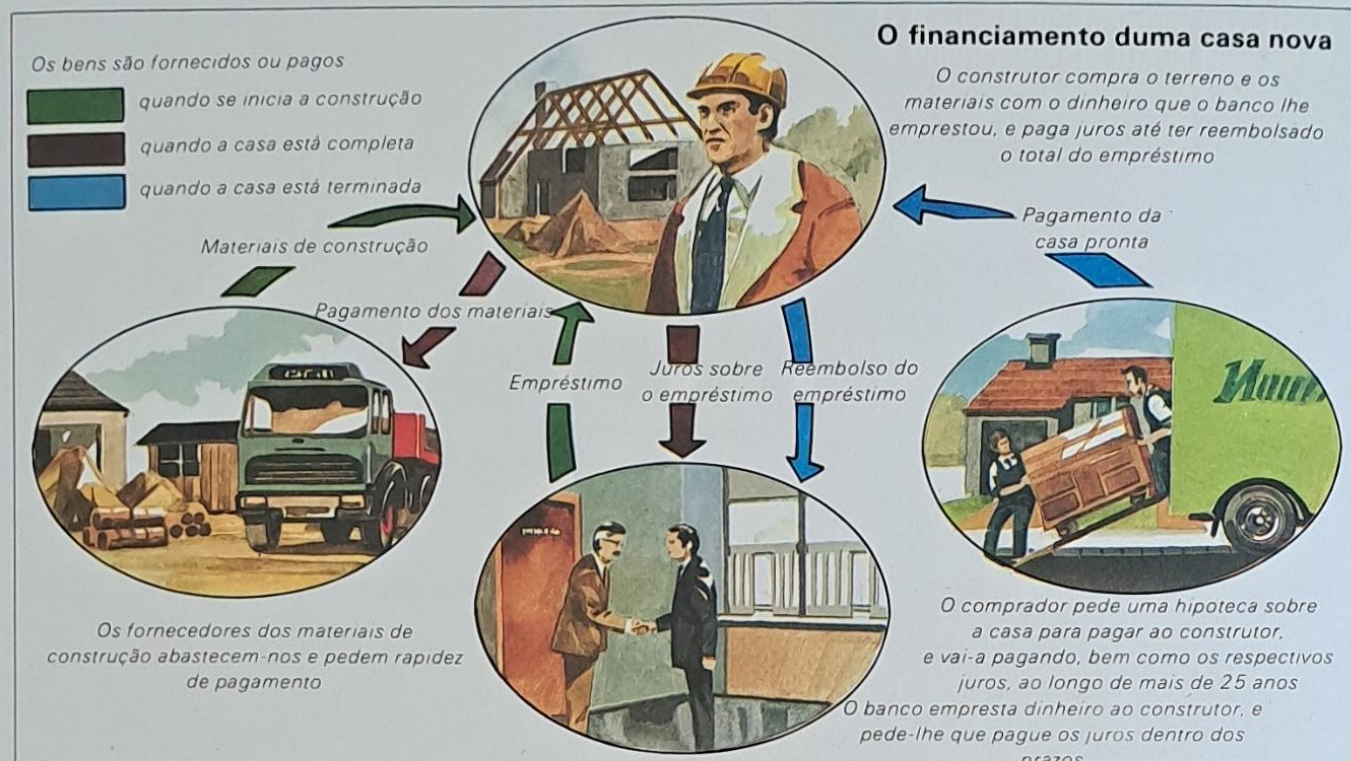 O financiamento duma casa nova
O construtor compra o terreno e os
materiais com o dinheiro que o banco lhe
emprestou, e paga juros até ter reembolsado
o total do empréstimo
Os bens são fornecidos ou pagos
quando se inicia a construção
quando a casa está completa
quando a casa está terminada
Materiais de construção
Pagamento dos materiais
Empréstimo
Juros sobre
o empréstimo
Reembolso do
empréstimo
Pagamento da
casa pronta
Os fornecedores dos materiais de
construção abastecem-nos e pedem rapidez
de pagamento
O comprador pede uma hipoteca sobre
a casa para pagar ao construtor,
e vai-a pagando, bem como os respectivos
juros, ao longo de mais de 25 anos
O banco empresta dinheiro ao construtor, e
pede-lhe que pague os juros dentro dos
prazos